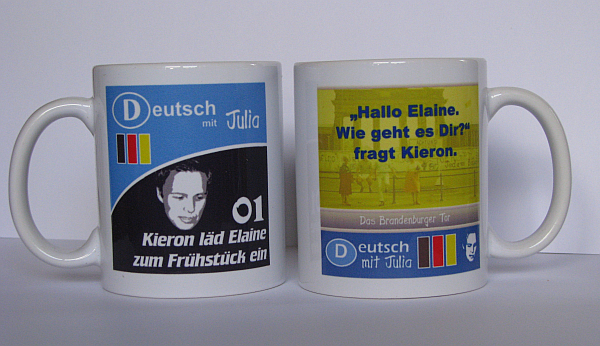 Deutsch
mit Julia
01
Kieron läd Elaine
zum Frühstück ein
„Hallo Elaine.
Wie geht es Dir?“
fragt Kieron.
Das Brandenburger Tor
Deutsch
mit Julia